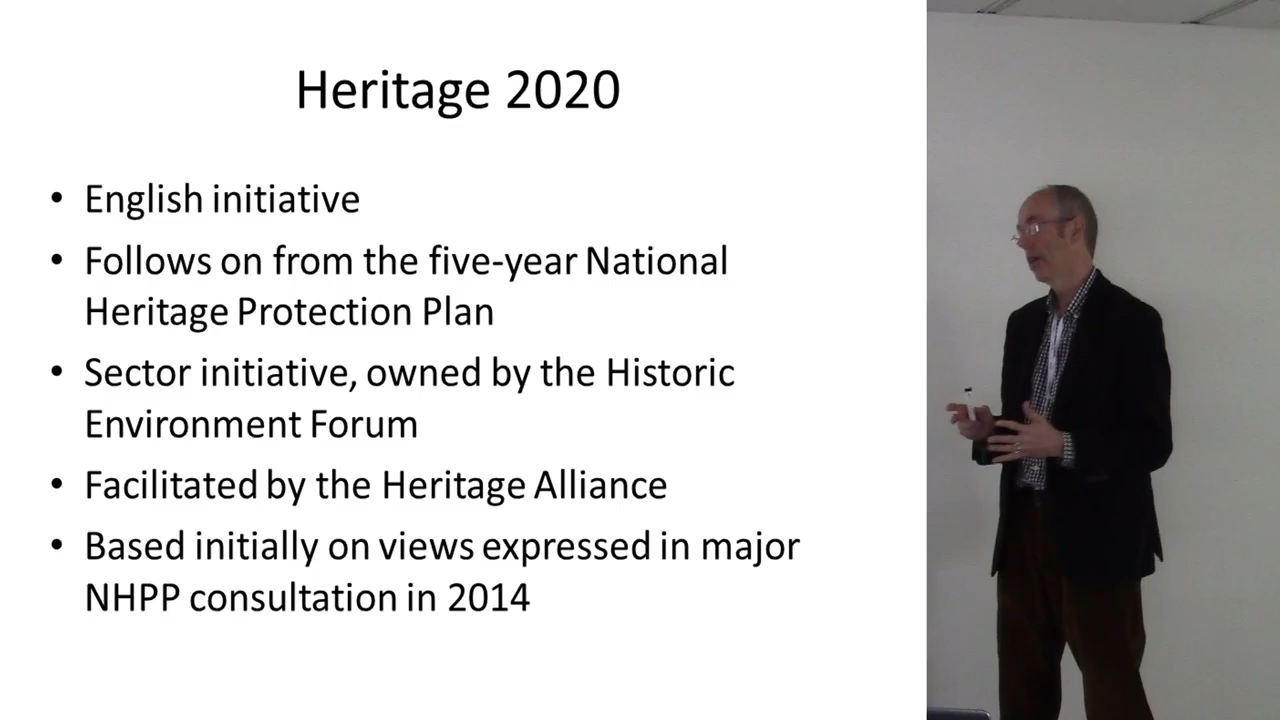 Heritage 2020
• English initiative
• Follows on from the five-year National
Heritage Protection Plan
• Sector initiative, owned by the Historic
Environment Forum
• Facilitated by the Heritage Alliance
• Based initially on views expressed in major
NHPP consultation in 2014